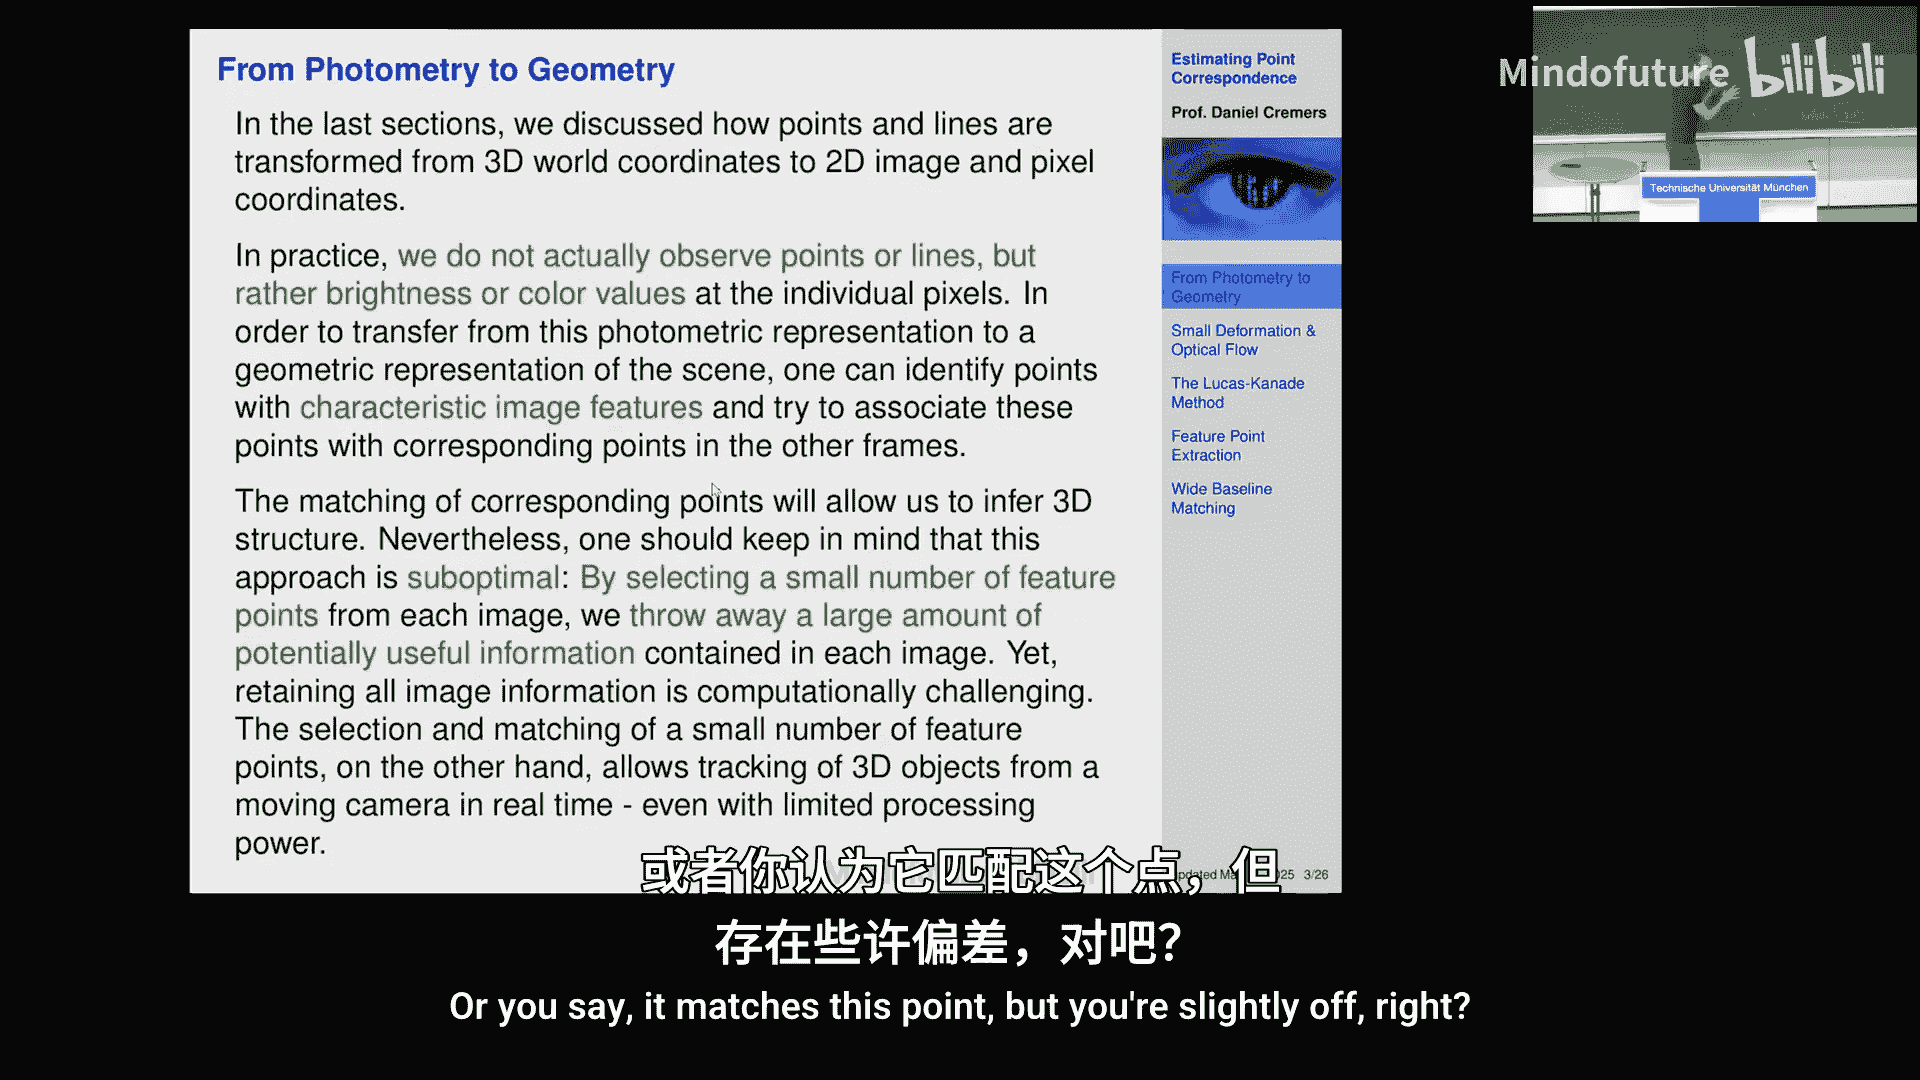 From Photometry to Geometry
In the last sections, we discussed how points and lines are
transformed from 3D world coordinates to 2D image and pixel
coordinates.
In practice, we do not actually observe points or lines, but
rather brightness or color values at the individual pixels. In
order to transfer from this photometric representation to a
geometric representation of the scene, one can identify points
with characteristic image features and try to associate these
points with corresponding points in the other frames.
The matching of corresponding points will allow us to infer 3D
structure. Nevertheless, one should keep in mind that this
approach is suboptimal: By selecting a small number of feature
points from each image, we throw away a large amount of
potentially useful information contained in each image. Yet,
retaining all image information is computationally challenging.
The selection and matching of a small number of feature
points, on the other hand, allows tracking of 3D objects from a
moving camera in real time - even with limited processing
power.
Estimating Point
Correspondence
Prof. Daniel Cremers
From Photometry to
Geometry
Small Deformation &
Optical Flow
The Lucas-Kanade
Method
Feature Point
Extraction
Wide Baseline
Matching
3/26
Mindofuture bilibili
Technische Universität München
或者你认为它匹配这个点，但
存在些许偏差，对吧？
Or you say, it matches this point, but you're slightly off, right?